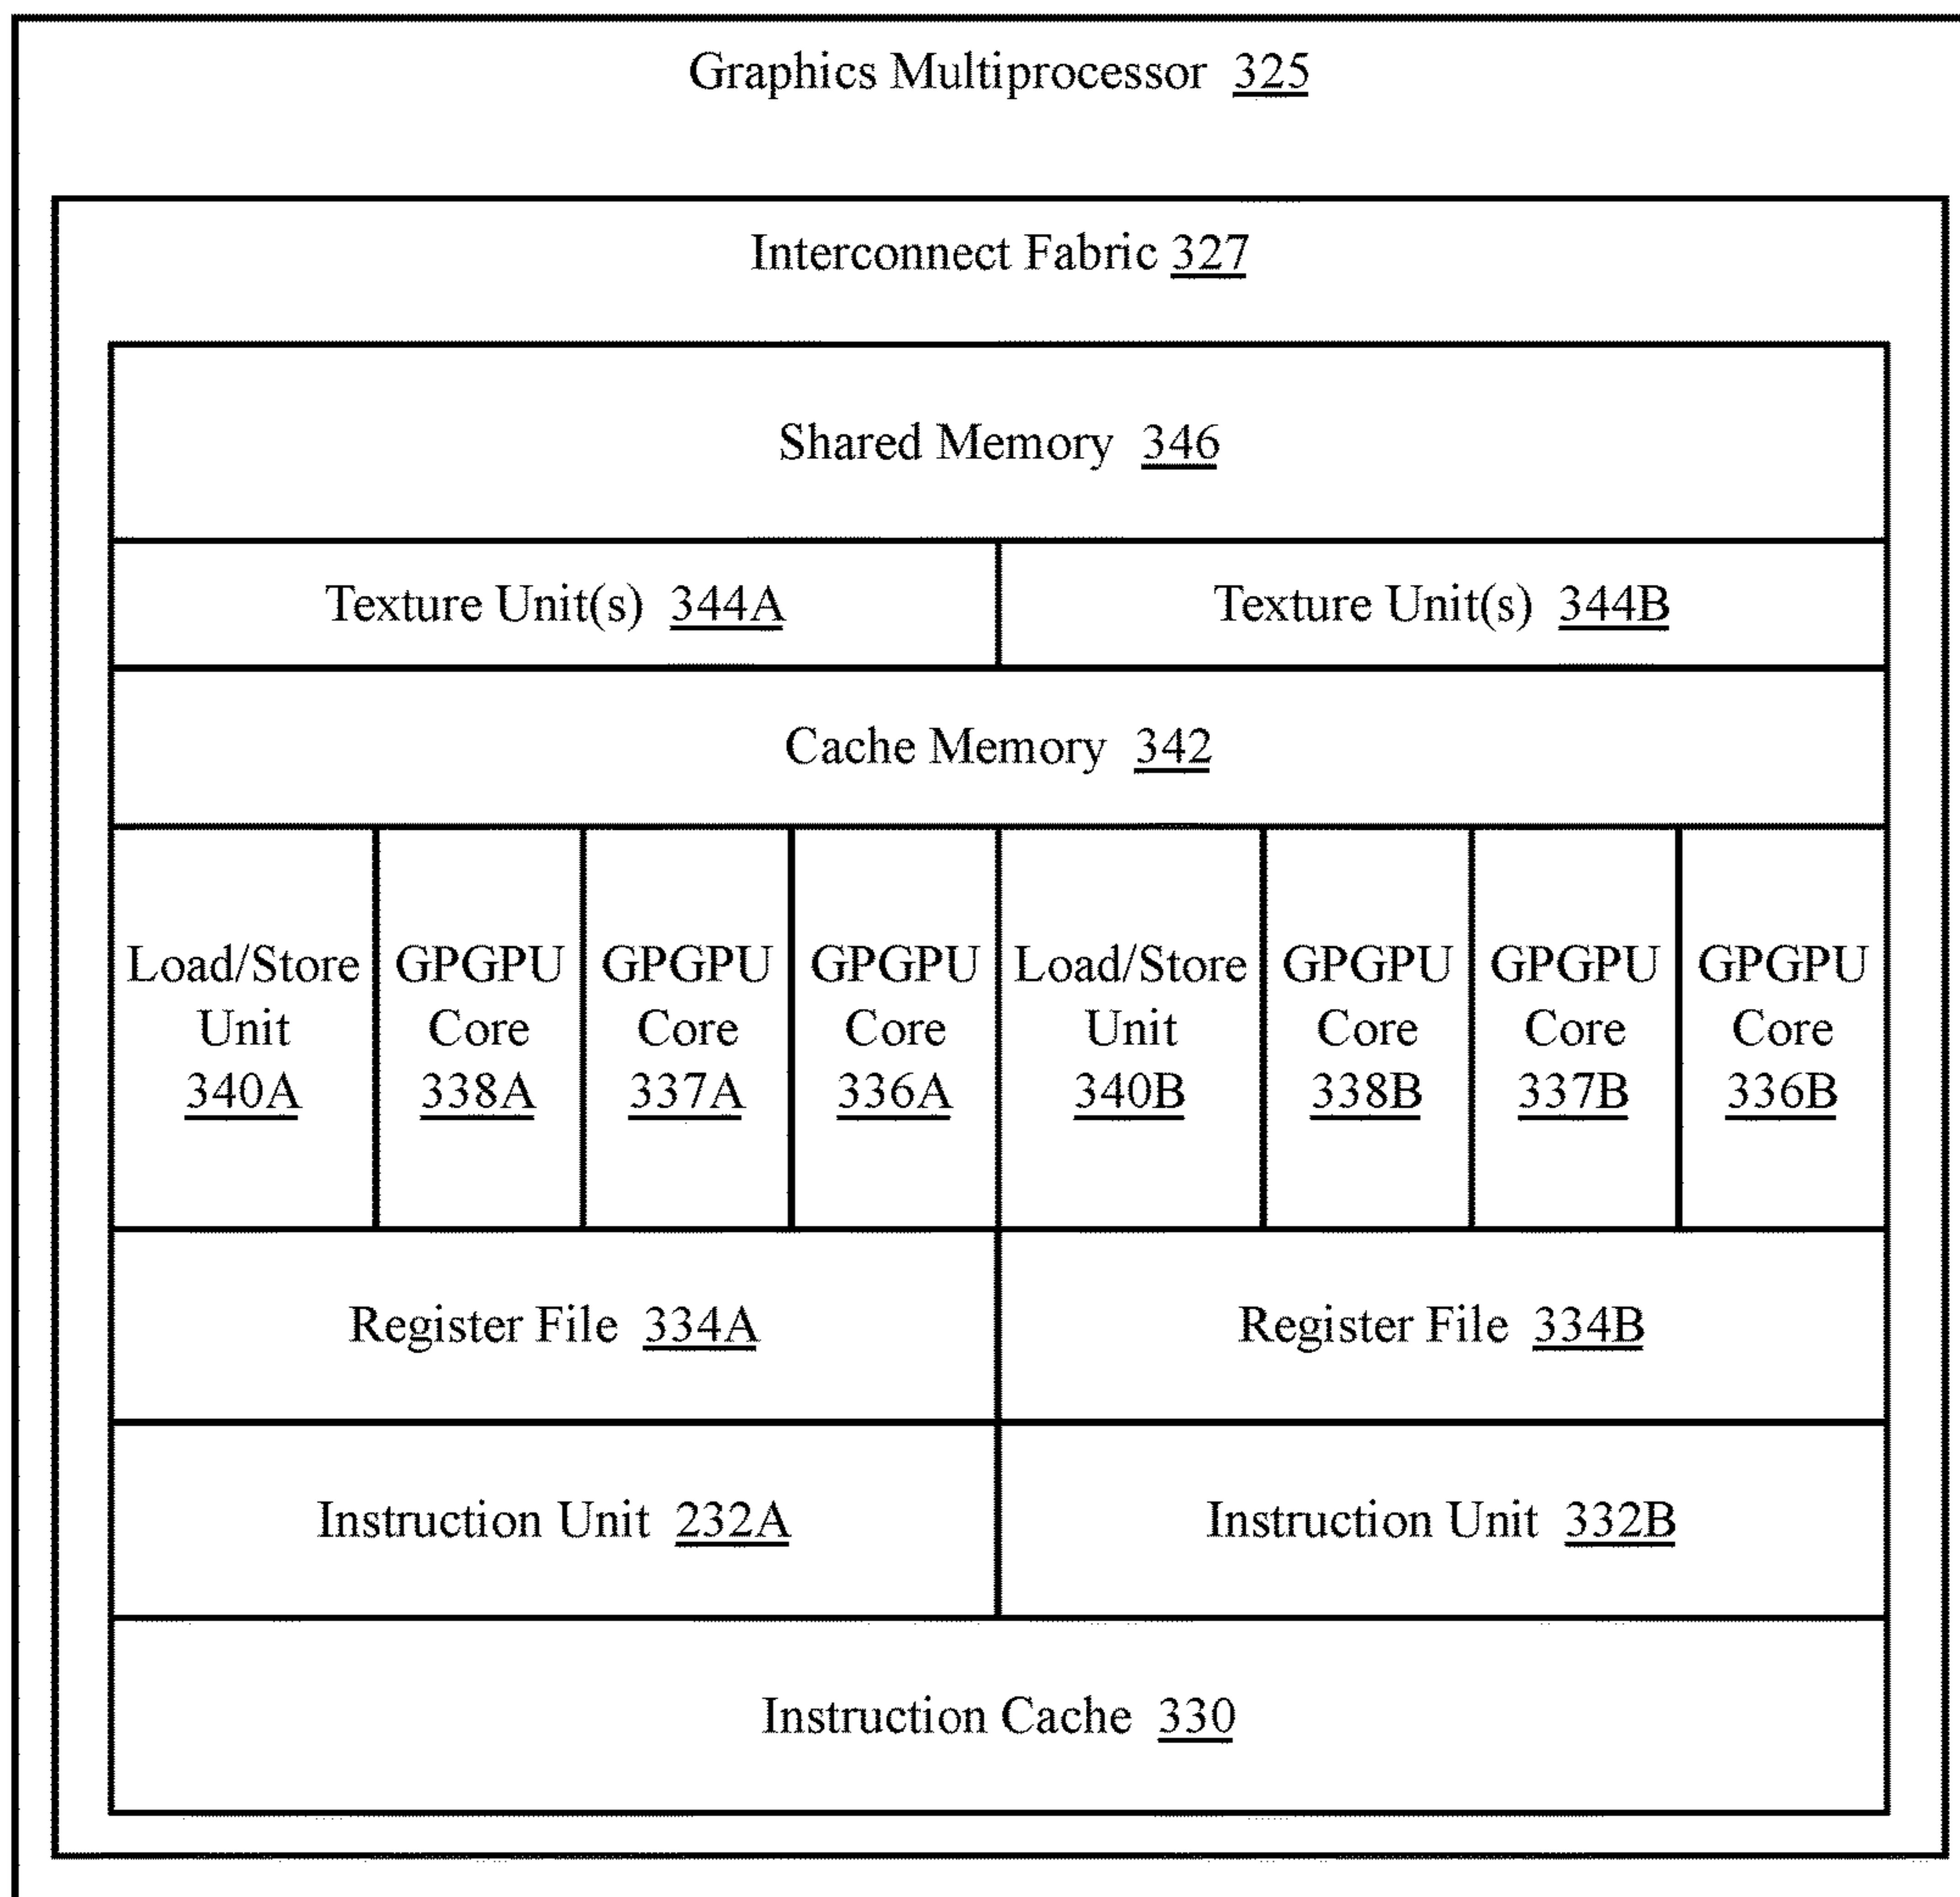 Graphics Multiprocessor 325
Interconnect Fabric 327
Shared Memory 346
Texture Unit(s) 344A
Texture Unit(s) 344B
Cache Memory 342
Load/Store
Unit
340A
GPGPU
Core
338A
GPGPU
Core
337A
GPGPU
Core
336A
Load/Store
Unit
340B
GPGPU
Core
338B
GPGPU
Core
337B
GPGPU
Core
336B
Register File 334A
Register File 334B
Instruction Unit 232A
Instruction Unit 332B
Instruction Cache 330